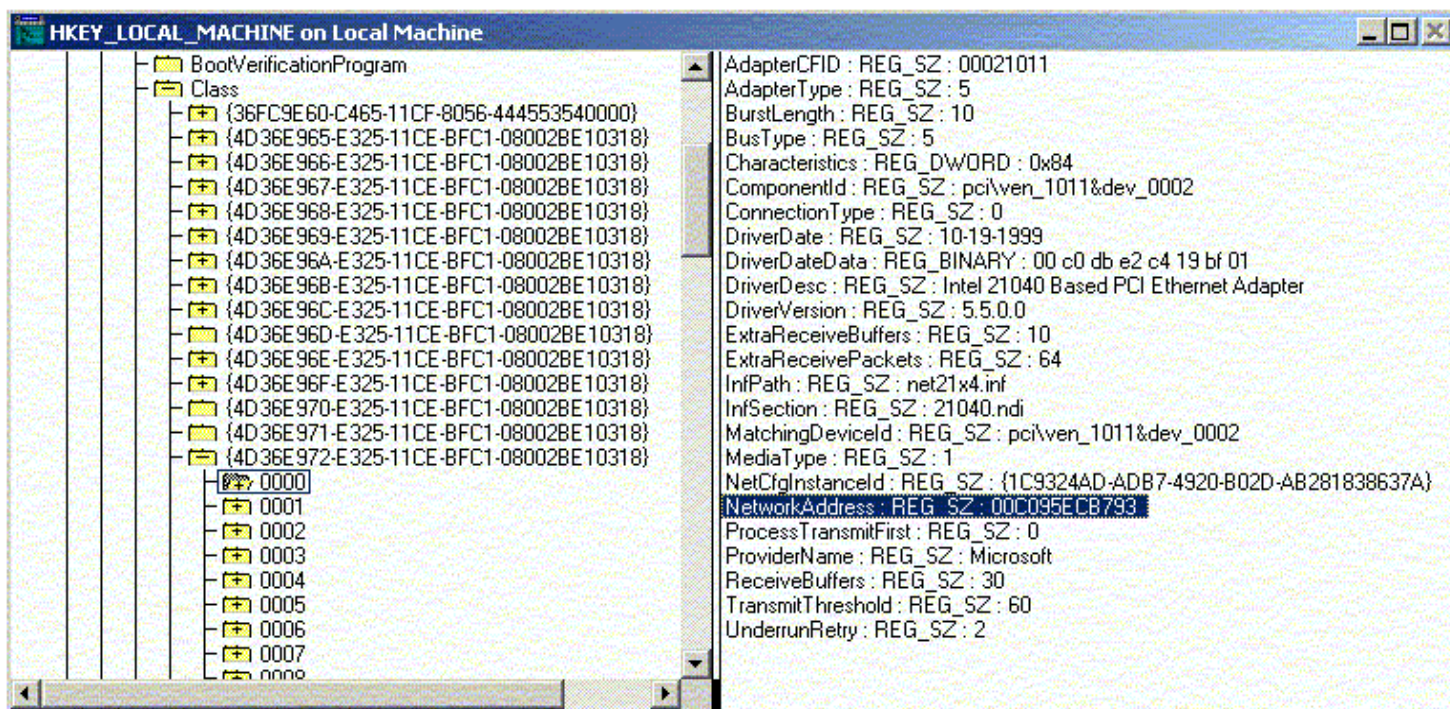 HKEY_LOCAL_MACHINE on Local Machine
BootVerificationProgram
Class
{36FC9E60-C465-11CF-8056-444553540000}
{4D36E965-E325-11CE-BFC1-08002BE10318}
{4D36E966-E325-11CE-BFC1-08002BE10318}
{4D36E967-E325-11CE-BFC1-08002BE10318}
{4D36E968-E325-11CE-BFC1-08002BE10318}
{4D36E969-E325-11CE-BFC1-08002BE10318}
{4D36E96A-E325-11CE-BFC1-08002BE10318}
{4D36E96B-E325-11CE-BFC1-08002BE10318}
{4D36E96C-E325-11CE-BFC1-08002BE10318}
{4D36E96D-E325-11CE-BFC1-08002BE10318}
{4D36E96E-E325-11CE-BFC1-08002BE10318}
{4D36E96F-E325-11CE-BFC1-08002BE10318}
{4D36E970-E325-11CE-BFC1-08002BE10318}
{4D36E971-E325-11CE-BFC1-08002BE10318}
{4D36E972-E325-11CE-BFC1-08002BE10318}
0000
0001
0002
0003
0004
0005
0006
0007
0008
AdapterCFID : REG_SZ : 00021011
AdapterType : REG_SZ : 5
BurstLength : REG_SZ : 10
BusType : REG_SZ : 5
Characteristics : REG_DWORD : 0x84
ComponentId : REG_SZ : pci\ven_1011&dev_0002
ConnectionType : REG_SZ : 0
DriverDate : REG_SZ : 10-19-1999
DriverDateData : REG_BINARY : 00 c0 db e2 c4 19 bf 01
DriverDesc : REG_SZ : Intel 21040 Based PCI Ethernet Adapter
DriverVersion : REG_SZ : 5.5.0.0
ExtraReceiveBuffers : REG_SZ : 10
ExtraReceivePackets : REG_SZ : 64
InfPath : REG_SZ : net21x4.inf
InfSection : REG_SZ : 21040.ndi
MatchingDeviceId : REG_SZ : pci\ven_1011&dev_0002
MediaType : REG_SZ : 1
NetCfgInstanceId : REG_SZ : {1C9324AD-ADB7-4920-B02D-AB281838637A}
NetworkAddress : REG_SZ : 00C095ECB793
ProcessTransmitFirst : REG_SZ : 0
ProviderName : REG_SZ : Microsoft
ReceiveBuffers : REG_SZ : 30
TransmitThreshold : REG_SZ : 60
UnderrunRetry : REG_SZ : 2